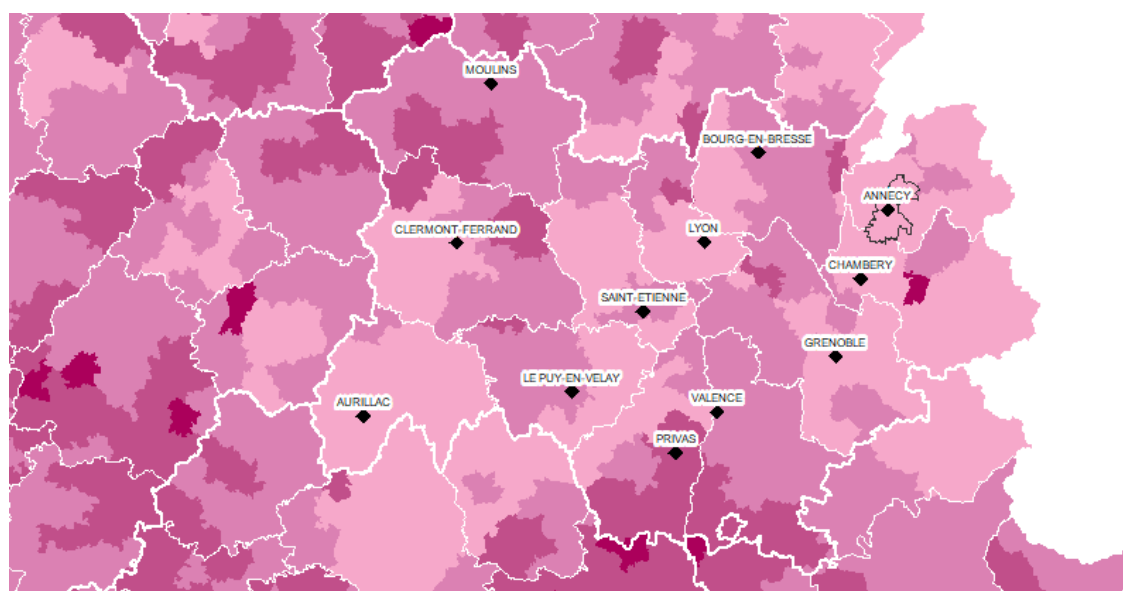 MOULINS
BOURG-EN-BRESSE
ANNECY
CLERMONT-FERRAND
LYON
CHAMBERY
SAINT-ETIENNE
GRENOBLE
LE PUY-EN-VELAY
AURILLAC
VALENCE
PRIVAS